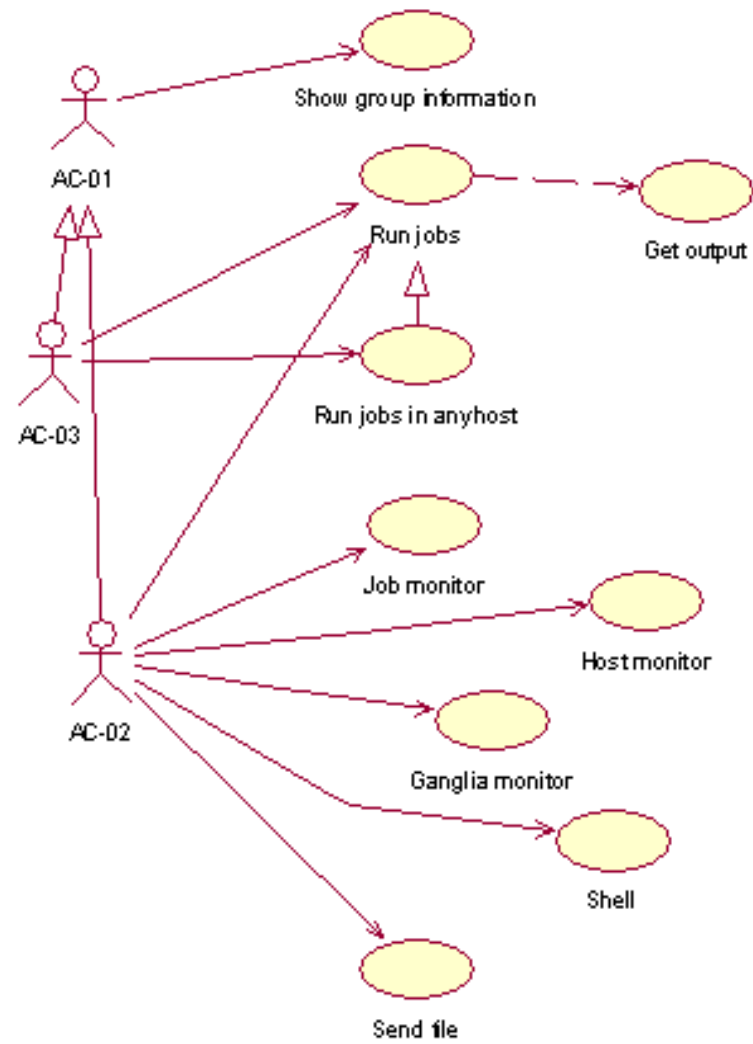 Show group information
AC-01
Run jobs
Get output
Run jobs in anyhost
AC-03
Job monitor
Host monitor
AC-02
Ganglia monitor
Shell
Send file